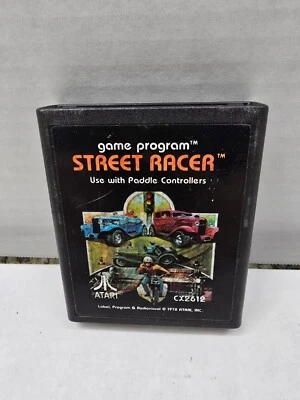 game program™
STREET RACER™
Use with Paddle Controllers
ATARI
CX2612
Label, Program & Audiovisual © 1978 ATARI, INC.